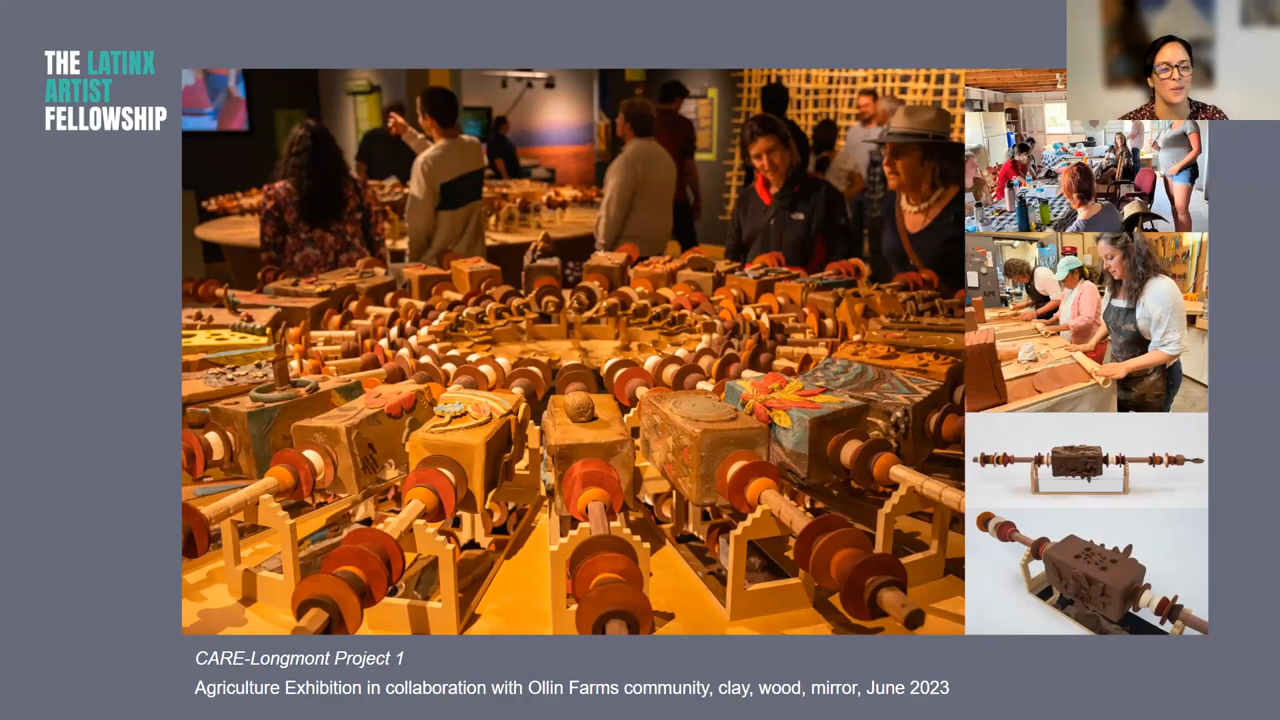 THE LATINX
ARTIST
FELLOWSHIP
CARE-Longmont Project 1
Agriculture Exhibition in collaboration with Ollin Farms community, clay, wood, mirror, June 2023